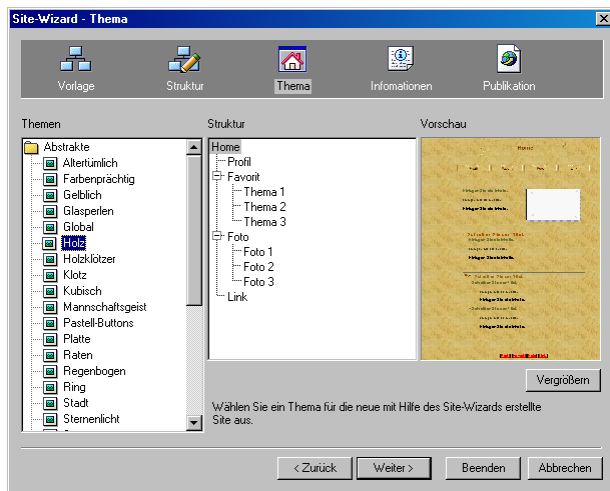 Site-Wizard - Thema
Vorlage
Struktur
Thema
Infomationen
Publikation
Themen
Abstrakte
Altertümlich
Farbenprächtig
Gelblich
Glasperlen
Global
Holz
Holzklötzer
Klotz
Kubisch
Mannschaftsgeist
Pastell-Buttons
Platte
Raten
Regenbogen
Ring
Stadt
Sternenlicht
Struktur
Home
Profil
Favorit
Thema 1
Thema 2
Thema 3
Foto
Foto 1
Foto 2
Foto 3
Link
Vorschau
Home
Vergrößern
Wählen Sie ein Thema für die neue mit Hilfe des Site-Wizards erstellte
Site aus.
< Zurück
Weiter >
Beenden
Abbrechen